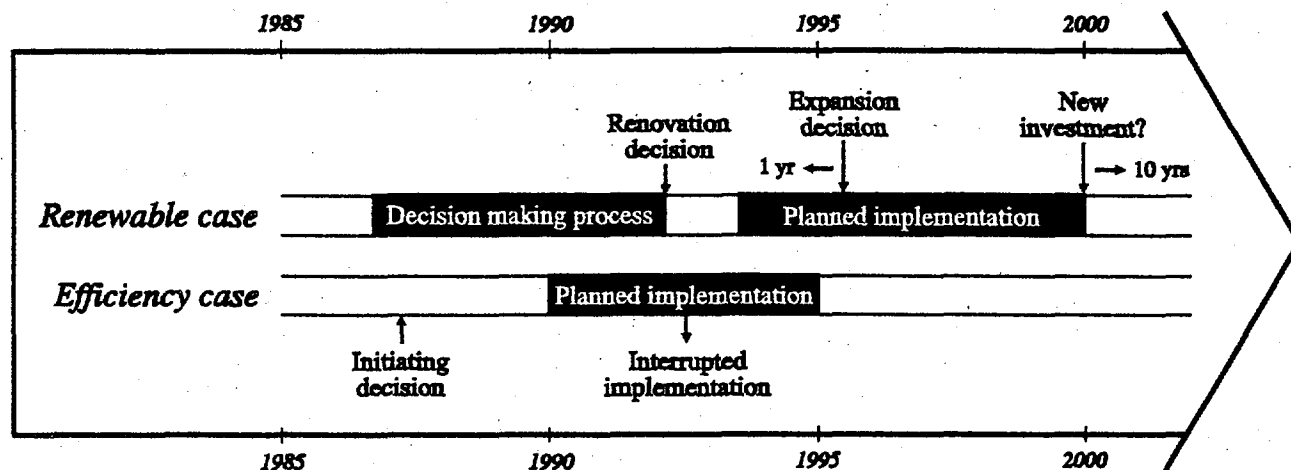 1985 1990 1995 2000
Renovation
decision
Expansion
decision
New
investment?
1 yr
10 yrs
Renewable case
Decision making process
Planned implementation
Efficiency case
Planned implementation
Initiating
decision
Interrupted
implementation
1985 1990 1995 2000